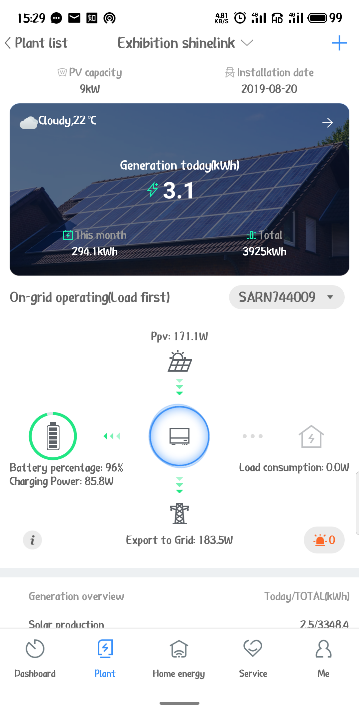 15:29
99
Plant list
Exhibition shinelink
PV capacity
Installation date
9kW
2019-08-20
Cloudy,22 ℃
Generation today(kWh)
3.1
This month
Total
294.1kWh
3925kWh
On-grid operating(Load first)
SARN744009
Ppv: 171.1W
Battery percentage: 96%
Charging Power: 85.8W
Load consumption: 0.0W
Export to Grid: 183.5W
0
Generation overview
Today/TOTAL(kWh)
Solar production
2.5/3348.4
Dashboard
Plant
Home energy
Service
Me